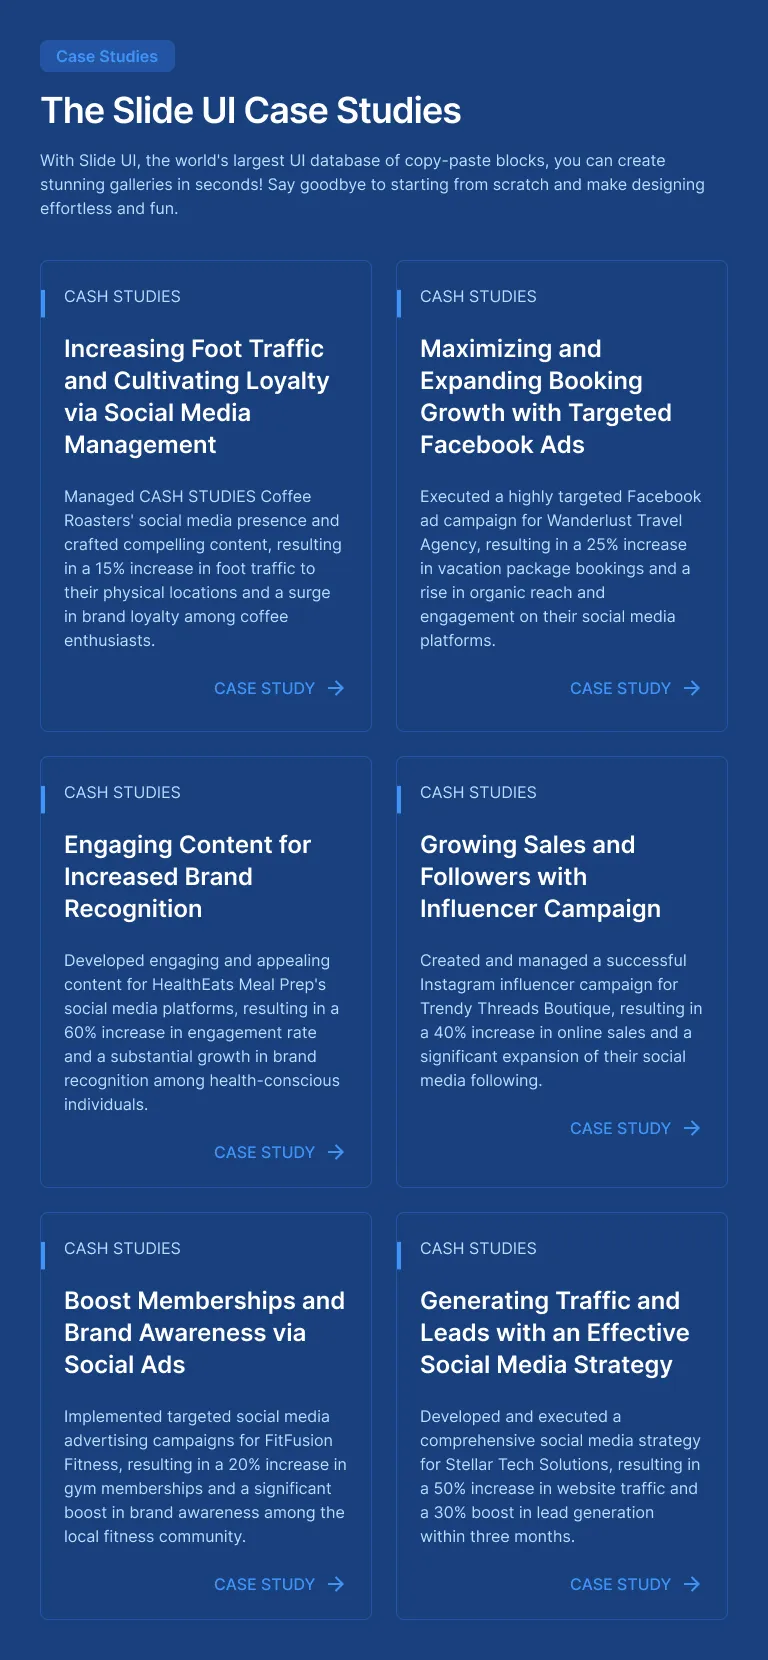 Case Studies
The Slide UI Case Studies
With Slide UI, the world's largest UI database of copy-paste blocks, you can create
stunning galleries in seconds! Say goodbye to starting from scratch and make designing
effortless and fun.
CASH STUDIES
Increasing Foot Traffic
and Cultivating Loyalty
via Social Media
Management
Managed CASH STUDIES Coffee
Roasters' social media presence and
crafted compelling content, resulting
in a 15% increase in foot traffic to
their physical locations and a surge
in brand loyalty among coffee
enthusiasts.
CASE STUDY
CASH STUDIES
Maximizing and
Expanding Booking
Growth with Targeted
Facebook Ads
Executed a highly targeted Facebook
ad campaign for Wanderlust Travel
Agency, resulting in a 25% increase
in vacation package bookings and a
rise in organic reach and
engagement on their social media
platforms.
CASE STUDY
CASH STUDIES
Engaging Content for
Increased Brand
Recognition
Developed engaging and appealing
content for HealthEats Meal Prep's
social media platforms, resulting in a
60% increase in engagement rate
and a substantial growth in brand
recognition among health-conscious
individuals.
CASE STUDY
CASH STUDIES
Growing Sales and
Followers with
Influencer Campaign
Created and managed a successful
Instagram influencer campaign for
Trendy Threads Boutique, resulting in
a 40% increase in online sales and a
significant expansion of their social
media following.
CASE STUDY
CASH STUDIES
Boost Memberships and
Brand Awareness via
Social Ads
Implemented targeted social media
advertising campaigns for FitFusion
Fitness, resulting in a 20% increase in
gym memberships and a significant
boost in brand awareness among the
local fitness community.
CASE STUDY
CASH STUDIES
Generating Traffic and
Leads with an Effective
Social Media Strategy
Developed and executed a
comprehensive social media strategy
for Stellar Tech Solutions, resulting in
a 50% increase in website traffic and
a 30% boost in lead generation
within three months.
CASE STUDY